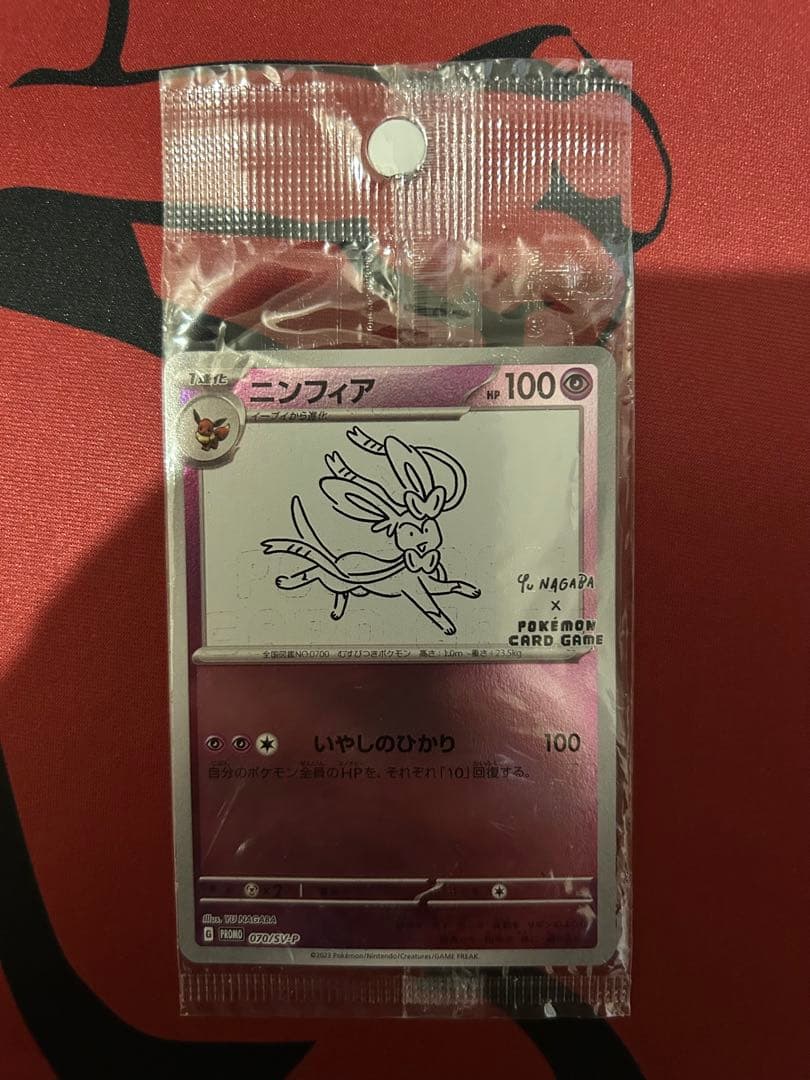 1進化
ニンフィア
HP 100
イーブイから進化
Yu NAGABA
×
POKÉMON
CARD GAME
全国図鑑NO.0700 むすびつきポケモン 高さ:1.0m 重さ:23.5kg
いやしのひかり 100
自分のポケモン全員のHPを、それぞれ「10」回復する。
×2
Illus. YU NAGABA
G PROMO 070/SV-P
©2023 Pokémon/Nintendo/Creatures/GAME FREAK.